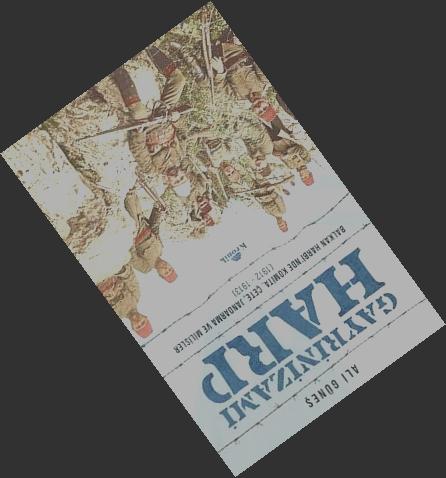 ALİ GÜNEŞ
GAYRİNİZAMİ
HARP
BALKAN HARBİ'NDE KOMİTA, ÇETE, JANDARMA VE MİLİSLER
(1912 - 1913)
kronik